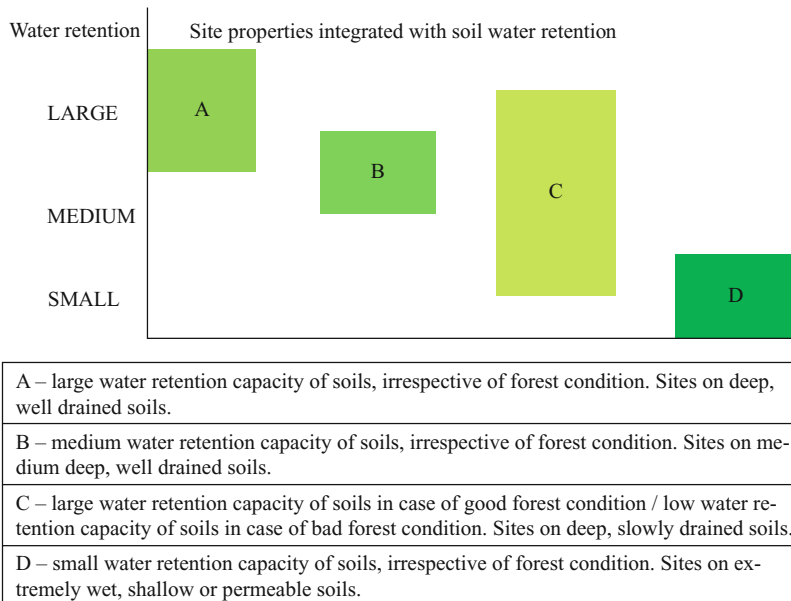 Water retention
Site properties integrated with soil water retention
LARGE
A
B
C
MEDIUM
SMALL
D
A – large water retention capacity of soils, irrespective of forest condition. Sites on deep,
well drained soils.
B – medium water retention capacity of soils, irrespective of forest condition. Sites on me-
dium deep, well drained soils.
C – large water retention capacity of soils in case of good forest condition / low water re-
tention capacity of soils in case of bad forest condition. Sites on deep, slowly drained soils.
D – small water retention capacity of soils, irrespective of forest condition. Sites on ex-
tremely wet, shallow or permeable soils.